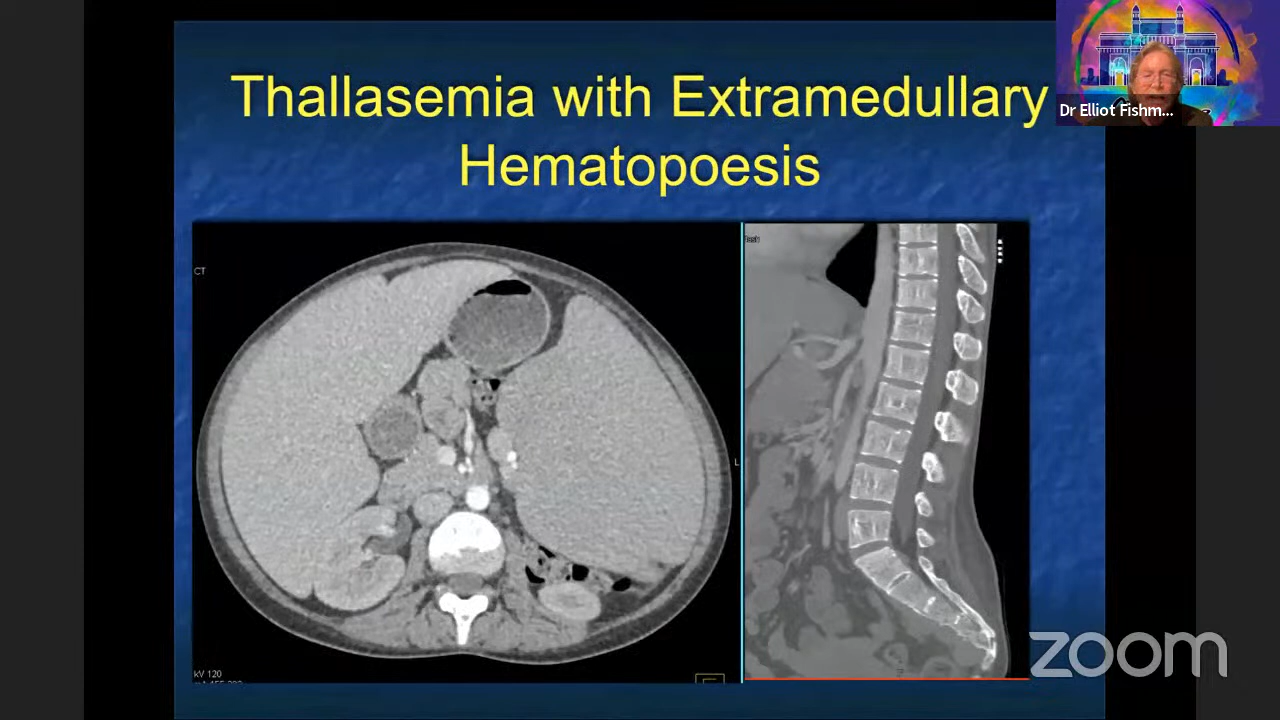 Thallasemia with Extramedullary
Hematopoesis
Dr Elliot Fishm...
CT
L
kV 120
zoom